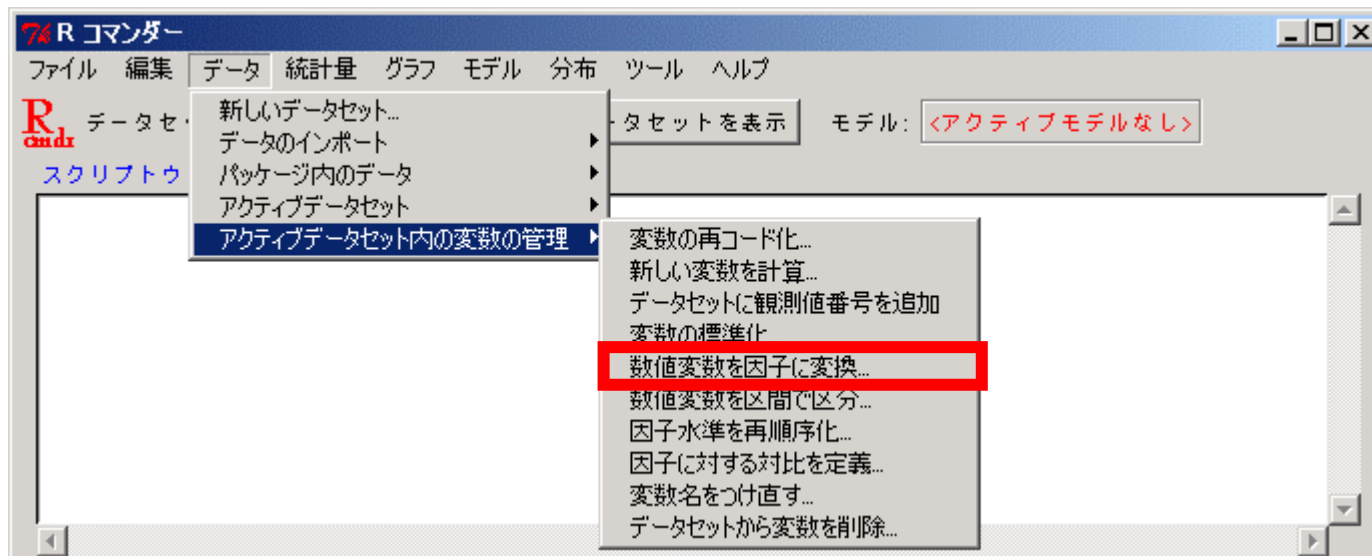 R コマンダー
ファイル 編集 データ 統計量 グラフ モデル 分布 ツール ヘルプ
Rcmdr データセ タセットを表示 モデル: <アクティブモデルなし>
スクリプトウ
新しいデータセット...
データのインポート
パッケージ内のデータ
アクティブデータセット
アクティブデータセット内の変数の管理
変数の再コード化...
新しい変数を計算...
データセットに観測値番号を追加
変数の標準化
数値変数を因子に変換...
数値変数を区間で区分...
因子水準を再順序化...
因子に対する対比を定義...
変数名をつけ直す...
データセットから変数を削除...